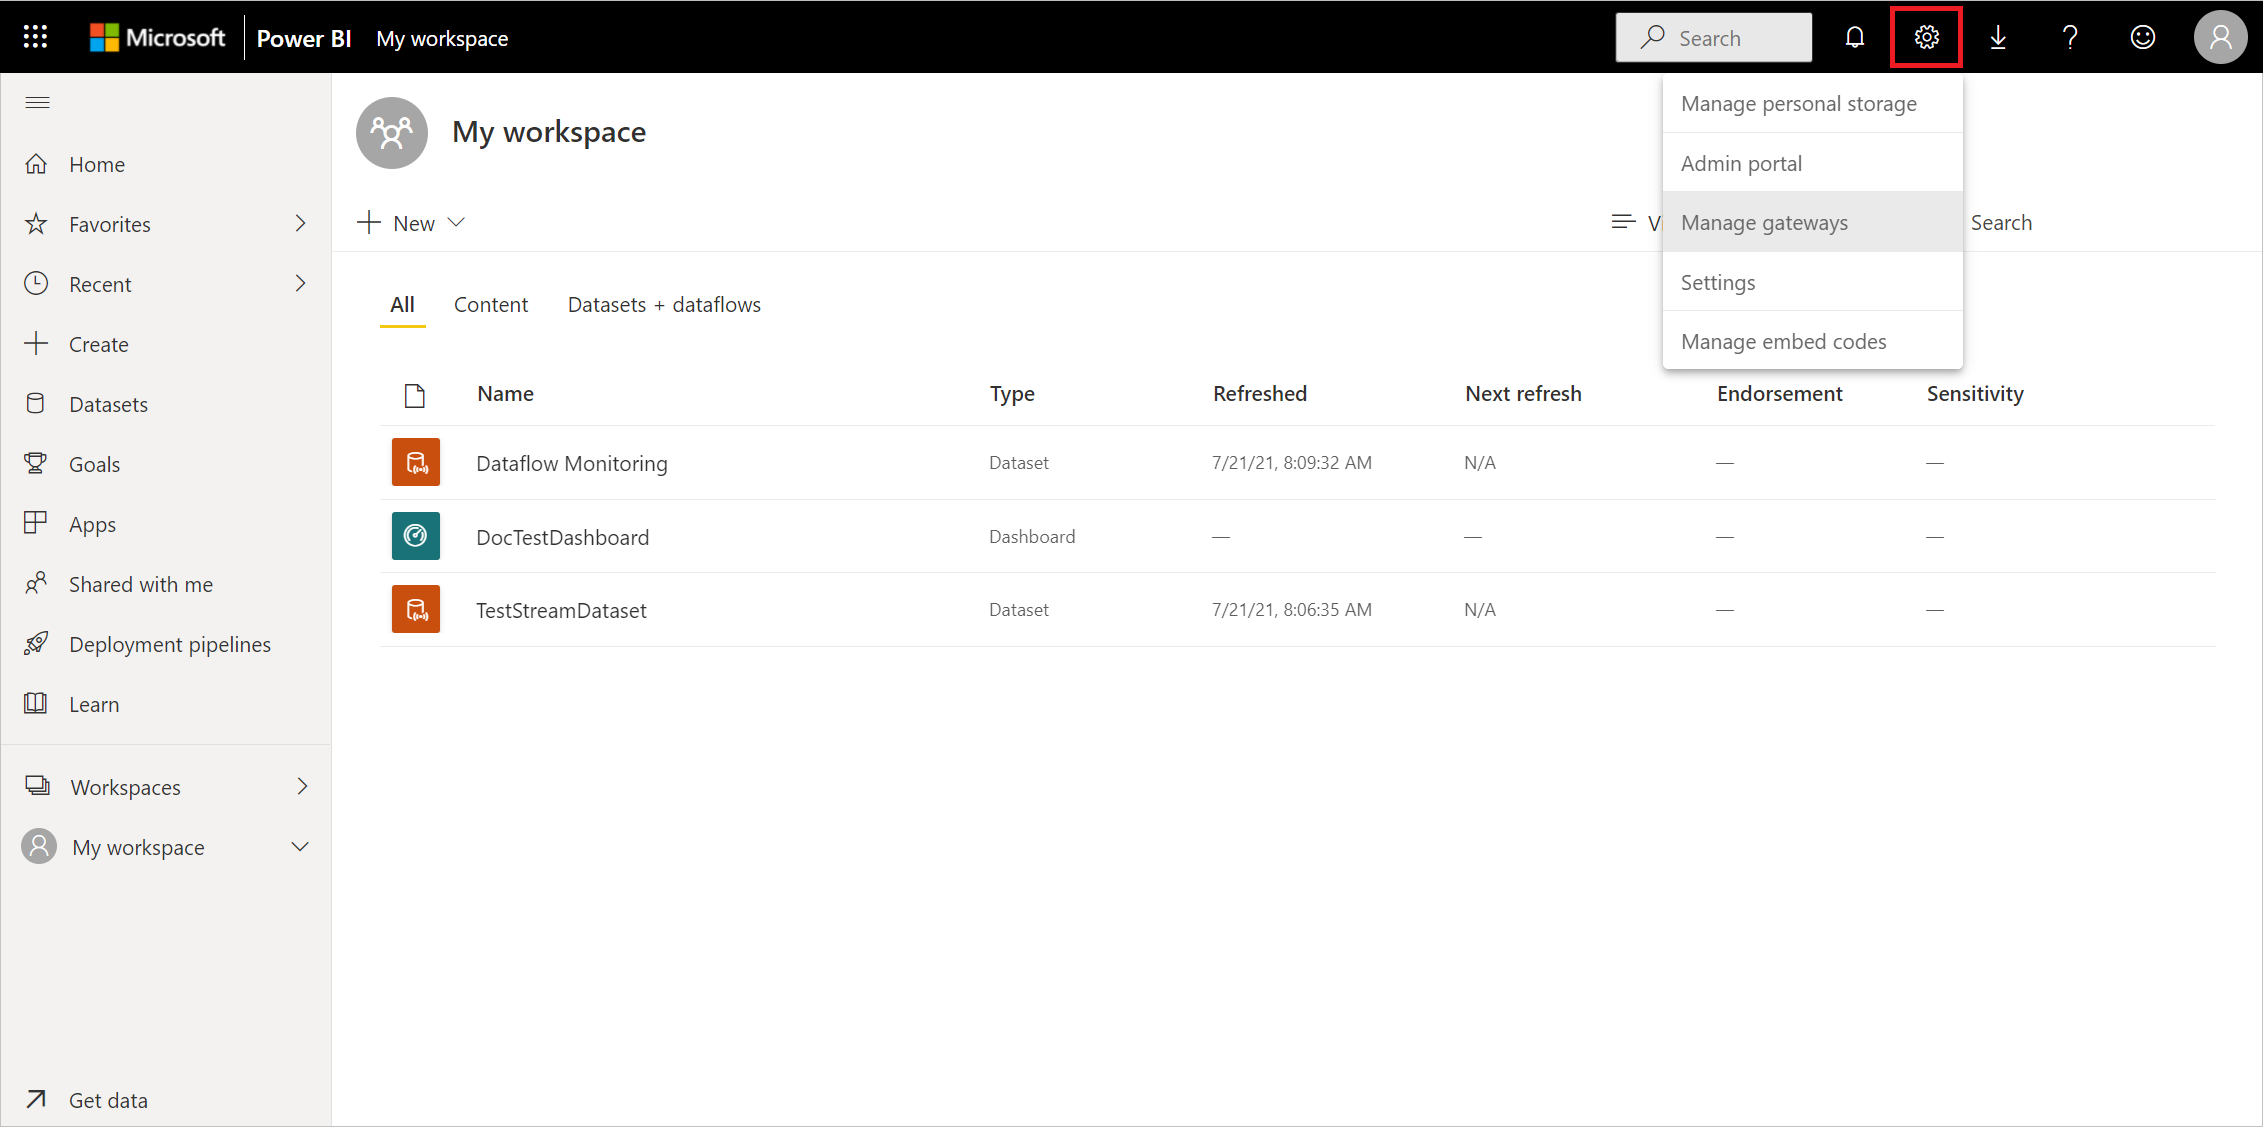 Microsoft Power BI My workspace Search
My workspace
Manage personal storage
Admin portal
Manage gateways
Settings
Manage embed codes
Home
Favorites
Recent
Create
Datasets
Goals
Apps
Shared with me
Deployment pipelines
Learn
Workspaces
My workspace
Get data
New
Search
All Content Datasets + dataflows
Name Type Refreshed Next refresh Endorsement Sensitivity
Dataflow Monitoring Dataset 7/21/21, 8:09:32 AM N/A — —
DocTestDashboard Dashboard — — — —
TestStreamDataset Dataset 7/21/21, 8:06:35 AM N/A — —